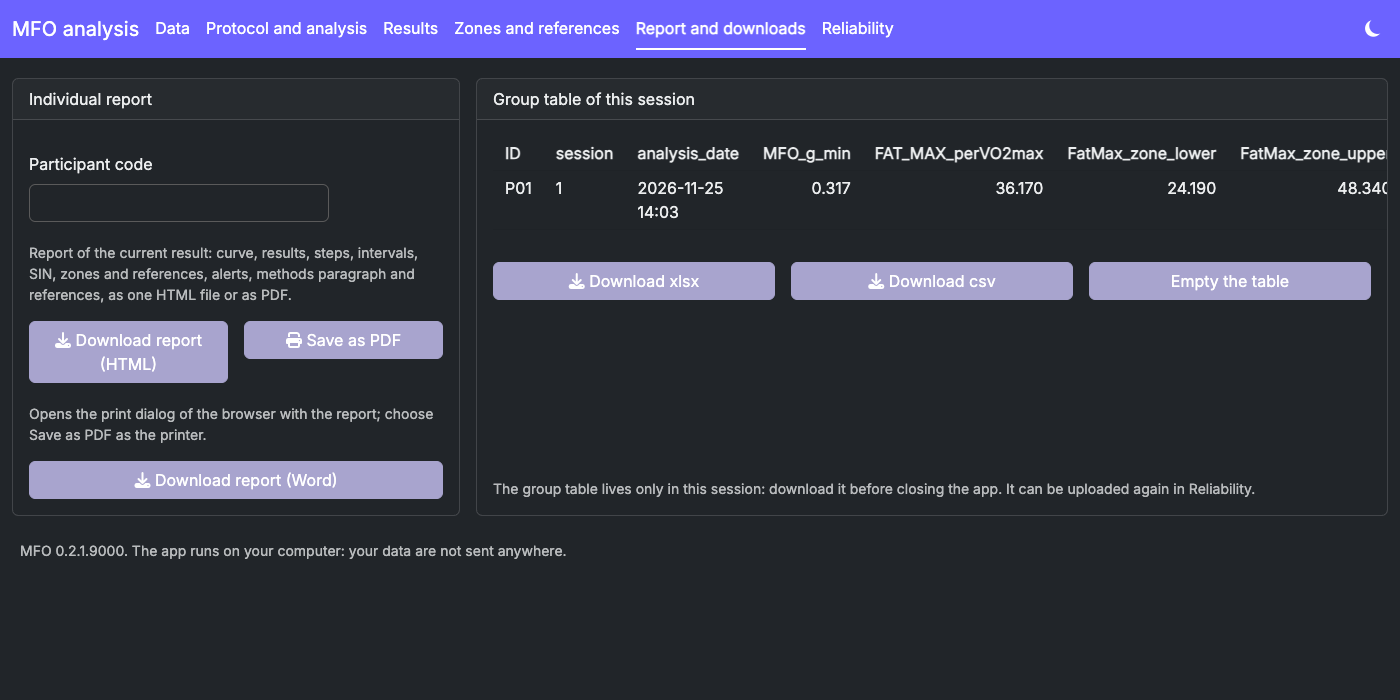 MFO analysis Data Protocol and analysis Results Zones and references Report and downloads Reliability
Individual report
Participant code
Report of the current result: curve, results, steps, intervals,
SIN, zones and references, alerts, methods paragraph and
references, as one HTML file or as PDF.
Download report
(HTML)
Save as PDF
Opens the print dialog of the browser with the report; choose
Save as PDF as the printer.
Download report (Word)
Group table of this session
ID session analysis_date MFO_g_min FAT_MAX_perVO2max FatMax_zone_lower FatMax_zone_upper
P01 1 2026-11-25 0.317 36.170 24.190 48.340
14:03
Download xlsx Download csv Empty the table
The group table lives only in this session: download it before closing the app. It can be uploaded again in Reliability.
MFO 0.2.1.9000. The app runs on your computer: your data are not sent anywhere.